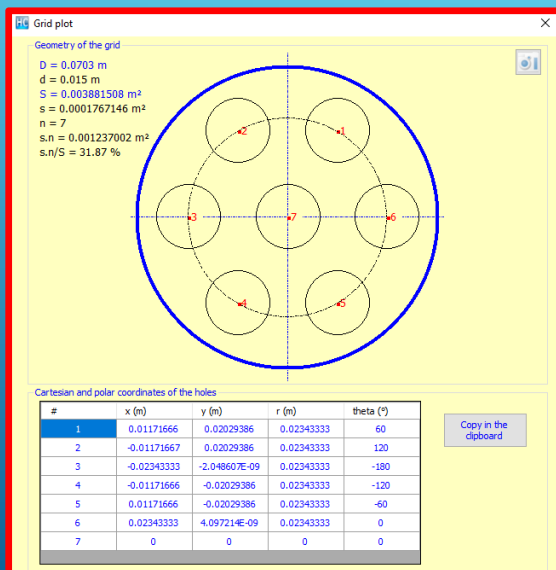 HC Grid plot
Geometry of the grid
D = 0.0703 m
d = 0.015 m
S = 0.003881508 m²
s = 0.0001767146 m²
n = 7
s.n = 0.001237002 m²
s.n/S = 31.87 %
2 1
3 7 6
4 5
Cartesian and polar coordinates of the holes
# x (m) y (m) r (m) theta (°)
1 0.01171666 0.02029386 0.02343333 60
2 -0.01171667 0.02029386 0.02343333 120
3 -0.02343333 -2.048607E-09 0.02343333 -180
4 -0.01171666 -0.02029386 0.02343333 -120
5 0.01171666 -0.02029386 0.02343333 -60
6 0.02343333 4.097214E-09 0.02343333 0
7 0 0 0 0
Copy in the
clipboard